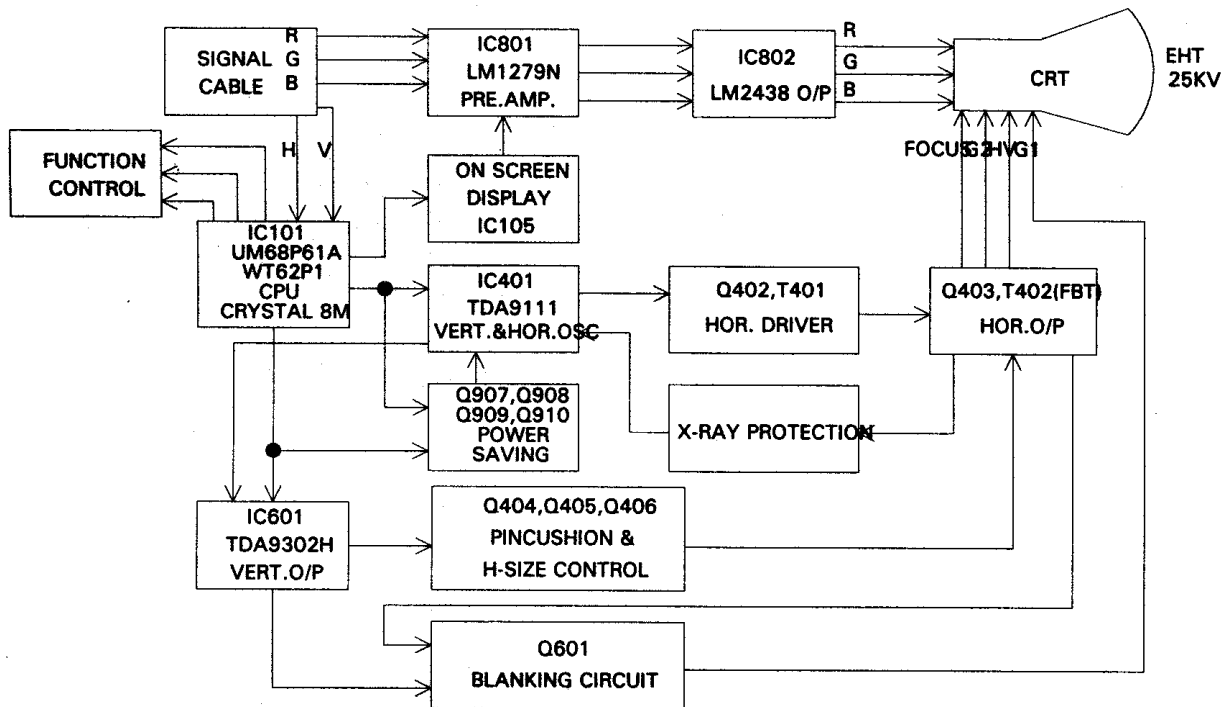 SIGNAL
CABLE
R
G
B
IC801
LM1279N
PRE.AMP.
IC802
LM2438 O/P
R
G
B
CRT
EHT
25KV
H
V
FUNCTION
CONTROL
ON SCREEN
DISPLAY
IC105
FOCUS
G2
HV
G1
IC101
UM68P61A
WT62P1
CPU
CRYSTAL 8M
IC401
TDA9111
VERT.&HOR.OSC
Q402,T401
HOR. DRIVER
Q403,T402(FBT)
HOR.O/P
Q907,Q908
Q909,Q910
POWER
SAVING
X-RAY PROTECTION
IC601
TDA9302H
VERT.O/P
Q404,Q405,Q406
PINCUSHION &
H-SIZE CONTROL
Q601
BLANKING CIRCUIT